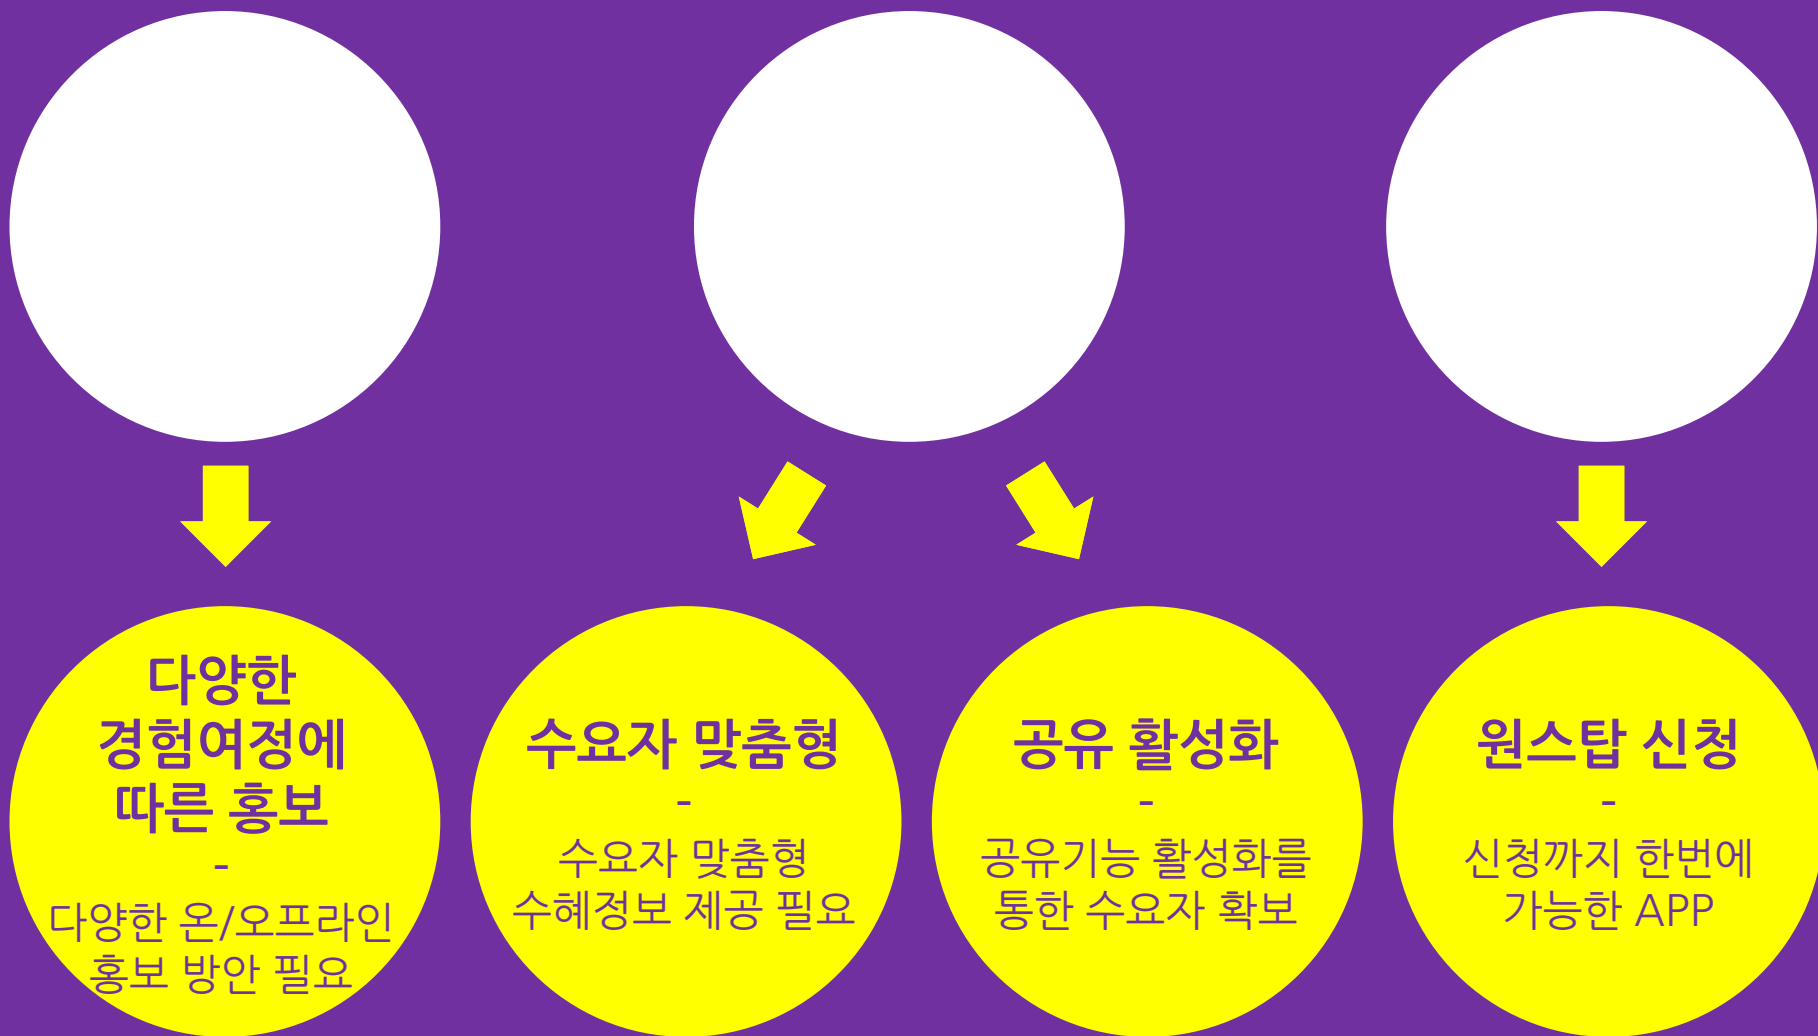 다양한
경험여정에
따른 홍보
-
다양한 온/오프라인
홍보 방안 필요
수요자 맞춤형
-
수요자 맞춤형
수혜정보 제공 필요
공유 활성화
-
공유기능 활성화를
통한 수요자 확보
원스탑 신청
-
신청까지 한번에
가능한 APP